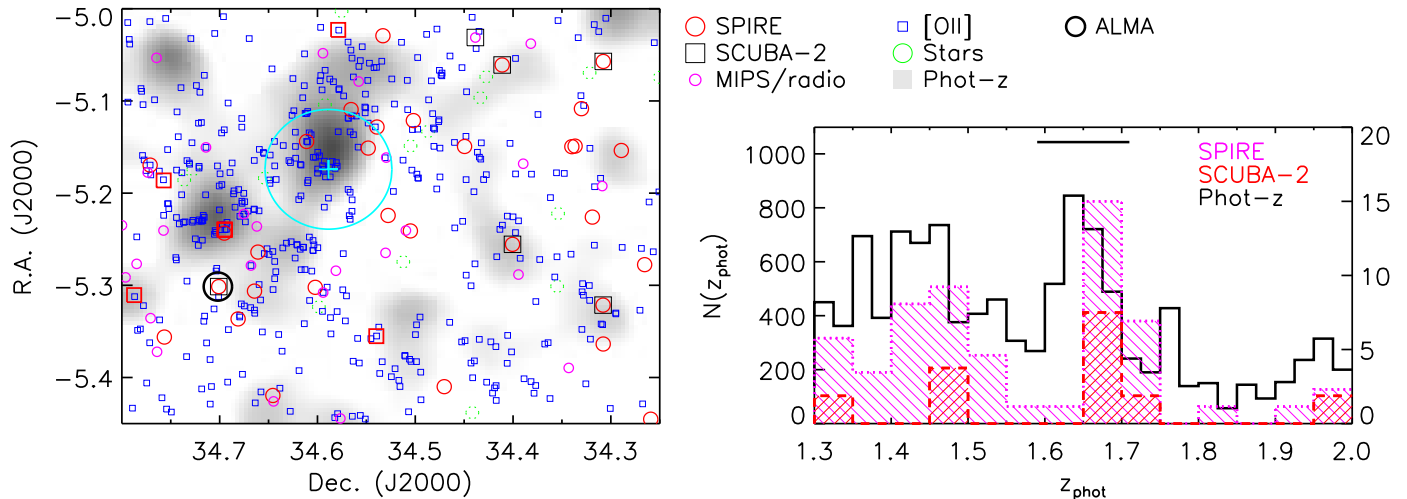 −5.0
−5.1
−5.2
−5.3
−5.4
R.A. (J2000)
34.7 34.6 34.5 34.4 34.3
Dec. (J2000)
SPIRE [OII] ALMA
SCUBA−2 Stars
MIPS/radio Phot−z
1000
800
600
400
200
0
N(zphot)
20
15
10
5
0
SPIRE
SCUBA−2
Phot−z
1.3 1.4 1.5 1.6 1.7 1.8 1.9 2.0
zphot